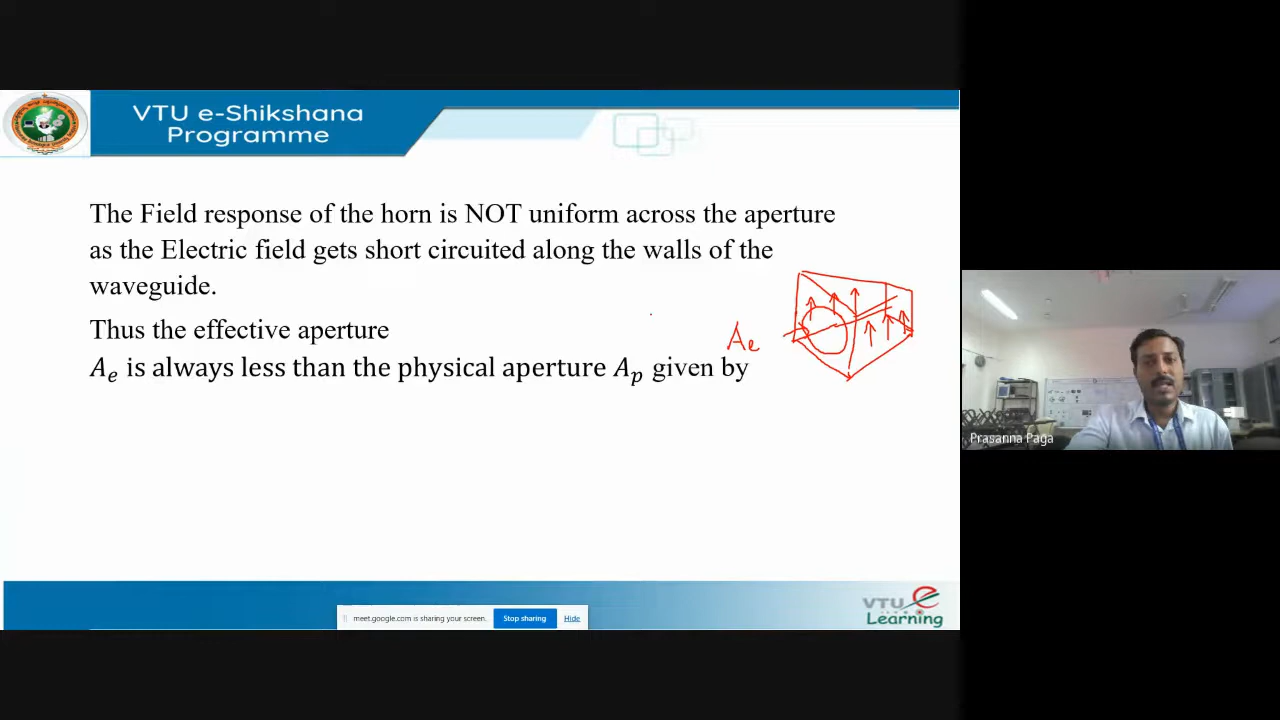 VTU e-Shikshana
Programme
The Field response of the horn is NOT uniform across the aperture
as the Electric field gets short circuited along the walls of the
waveguide.
Thus the effective aperture
Ae
𝐴𝑒 is always less than the physical aperture 𝐴𝑝 given by
Prasanna Paga
meet.google.com is sharing your screen.
Stop sharing
Hide
VTU e
Learning